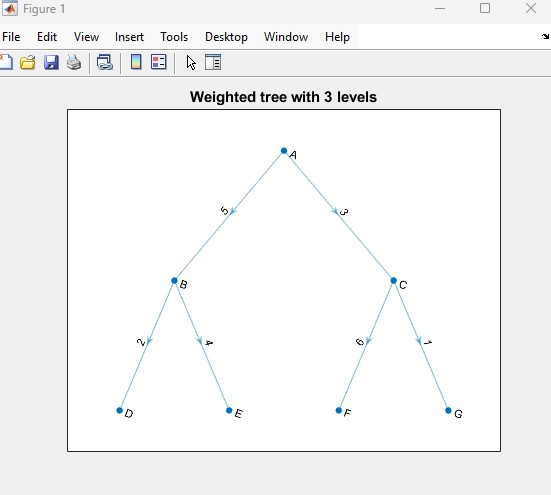 Figure 1
File Edit View Insert Tools Desktop Window Help
Weighted tree with 3 levels
A
5 3
B C
2 4 6 1
D E F G